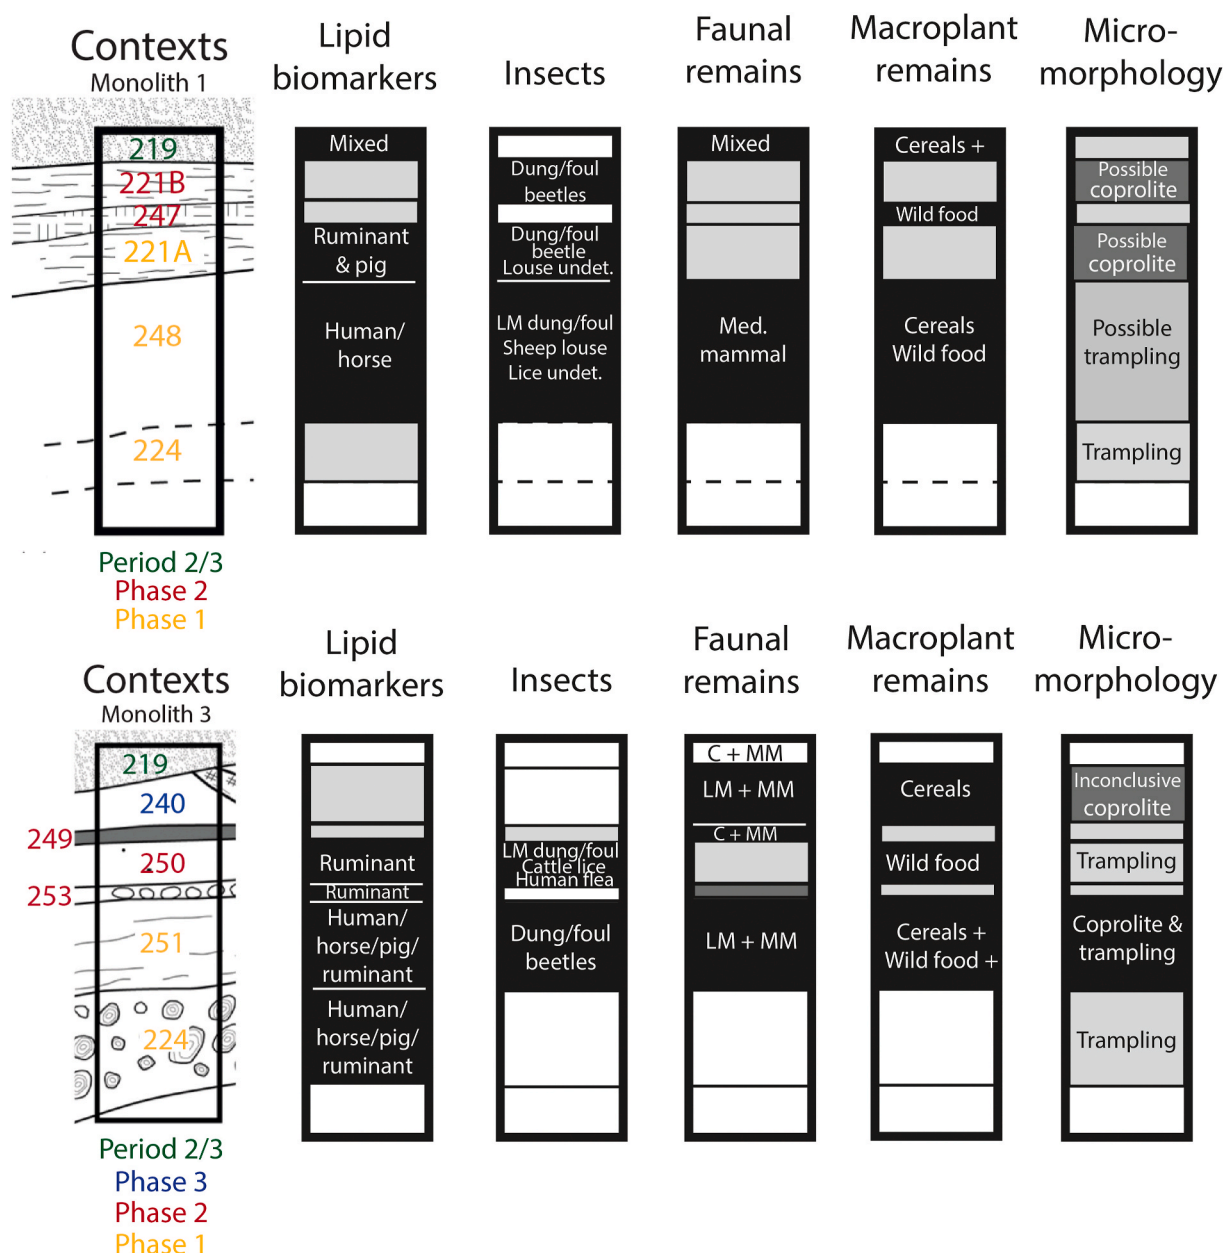 Contexts
Monolith 1
219
221B
247
221A
248
224
Period 2/3
Phase 2
Phase 1
Lipid
biomarkers
Mixed
Ruminant
& pig
Human/
horse
Insects
Dung/foul
beetles
Dung/foul
beetle
Louse undet.
LM dung/foul
Sheep louse
Lice undet.
Faunal
remains
Mixed
Med.
mammal
Macroplant
remains
Cereals +
Wild food
Cereals
Wild food
Micro-
morphology
Possible
coprolite
Possible
coprolite
Possible
trampling
Trampling
Contexts
Monolith 3
219
240
249
250
253
251
224
Period 2/3
Phase 3
Phase 2
Phase 1
Lipid
biomarkers
Ruminant
Ruminant
Human/
horse/pig/
ruminant
Human/
horse/pig/
ruminant
Insects
LM dung/foul
Cattle lice
Human flea
Dung/foul
beetles
Faunal
remains
C + MM
LM + MM
C + MM
LM + MM
Macroplant
remains
Cereals
Wild food
Cereals +
Wild food +
Micro-
morphology
Inconclusive
coprolite
Trampling
Coprolite &
trampling
Trampling